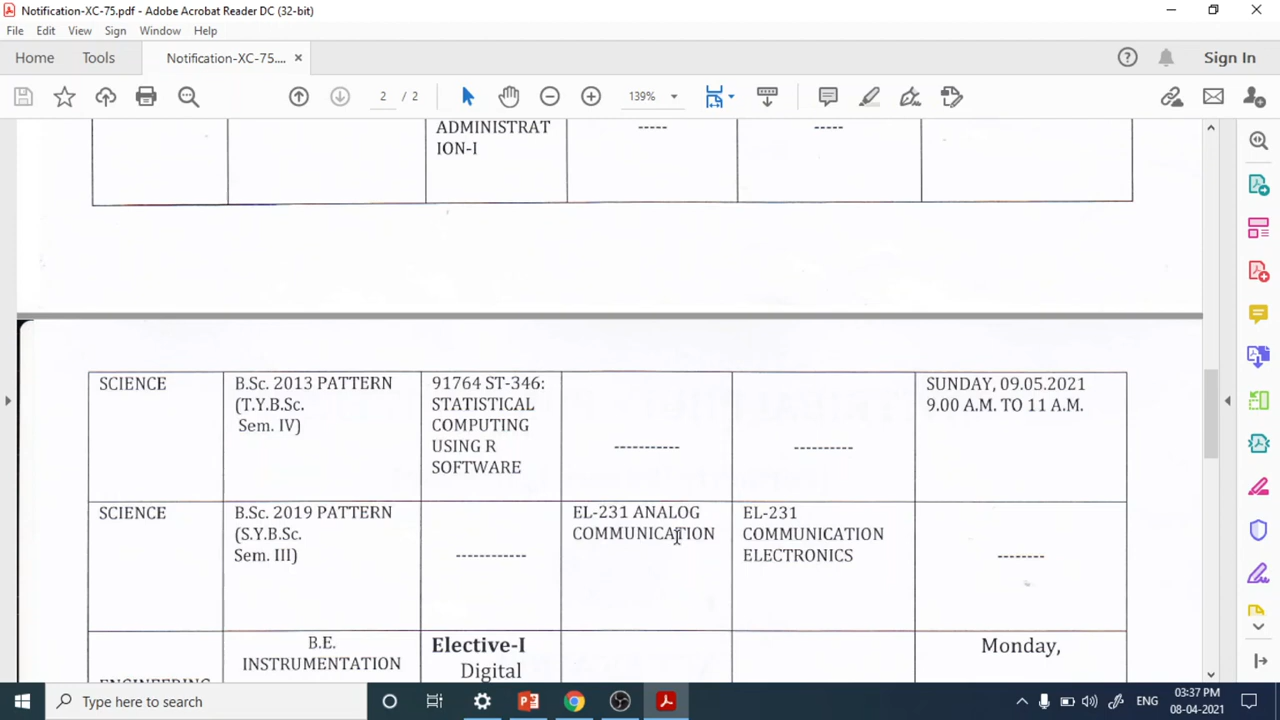 Notification-XC-75.pdf - Adobe Acrobat Reader DC (32-bit)
File Edit View Sign Window Help
Home Tools Notification-XC-75.... × Sign In
2 / 2 139%
ADMINISTRAT
ION-I
----- -----
SCIENCE
B.Sc. 2013 PATTERN
(T.Y.B.Sc.
Sem. IV)
91764 ST-346:
STATISTICAL
COMPUTING
USING R
SOFTWARE
-----------
-----------
SUNDAY, 09.05.2021
9.00 A.M. TO 11 A.M.
SCIENCE
B.Sc. 2019 PATTERN
(S.Y.B.Sc.
Sem. III)
------------
EL-231 ANALOG
COMMUNICATION
EL-231
COMMUNICATION
ELECTRONICS
--------
ENGINEERING
B.E.
INSTRUMENTATION
Elective-I
Digital
Monday,
Type here to search
ENG
03:37 PM
08-04-2021